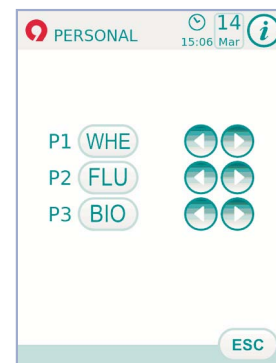 PERSONAL
14
15:06 Mar
i
P1 WHE
P2 FLU
P3 BIO
ESC